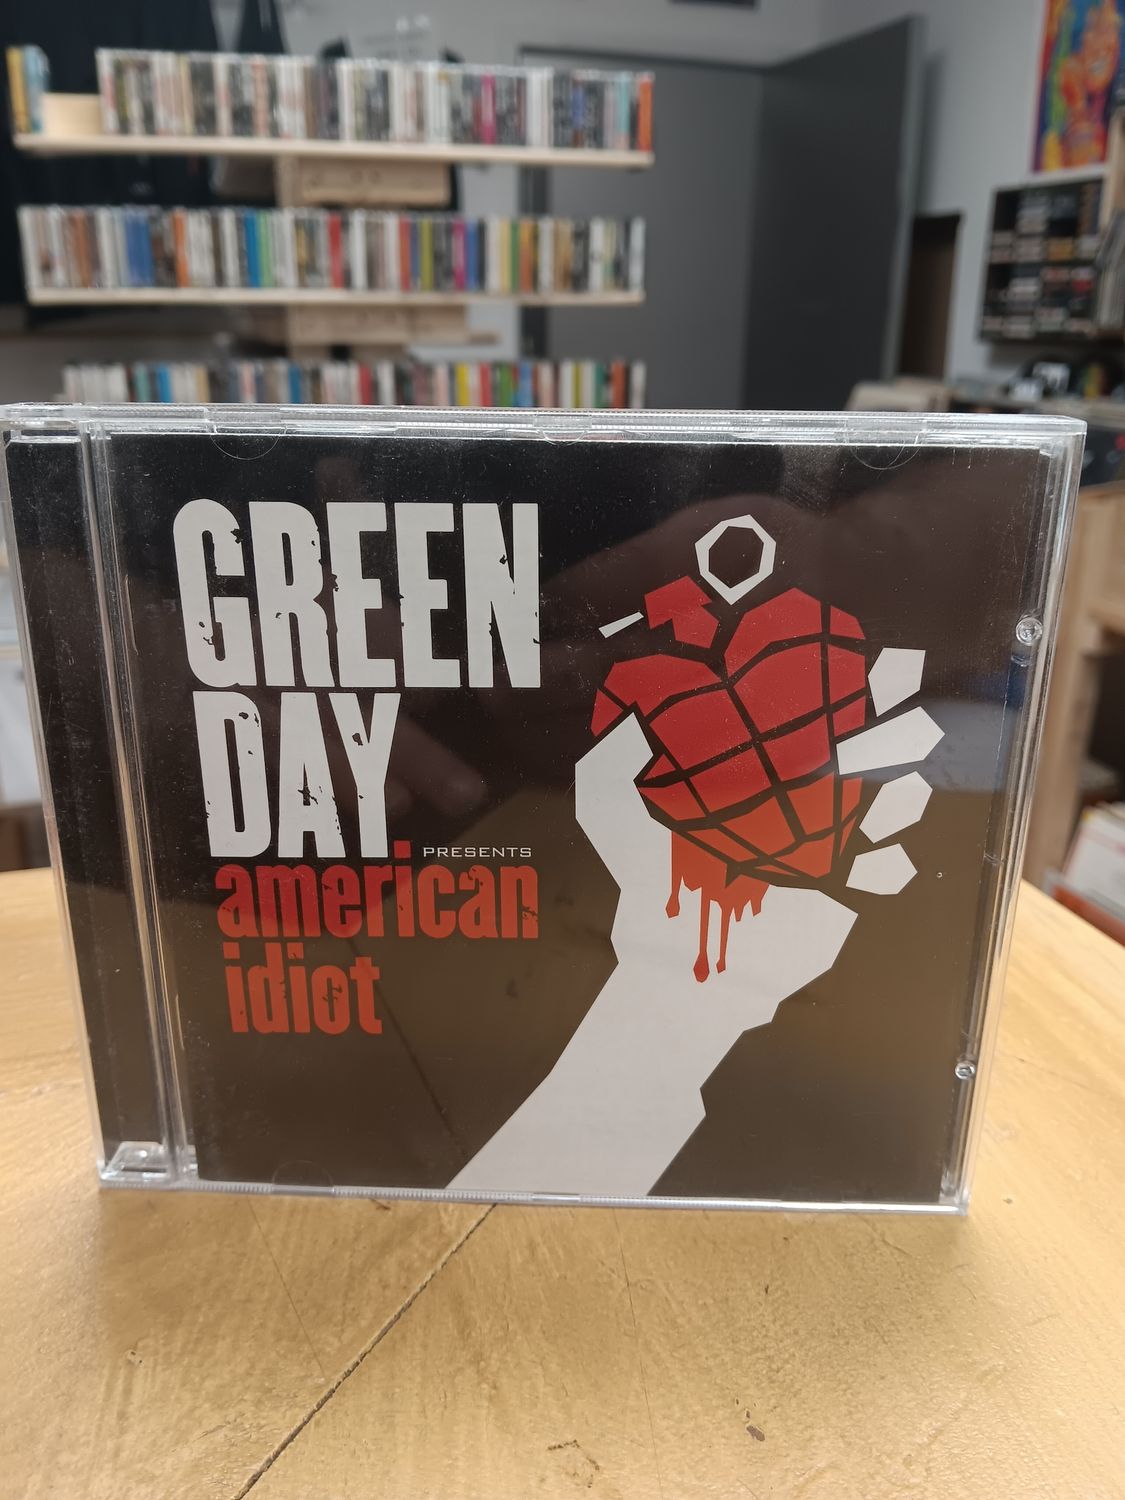 GREEN
DAY
PRESENTS
american
idiot